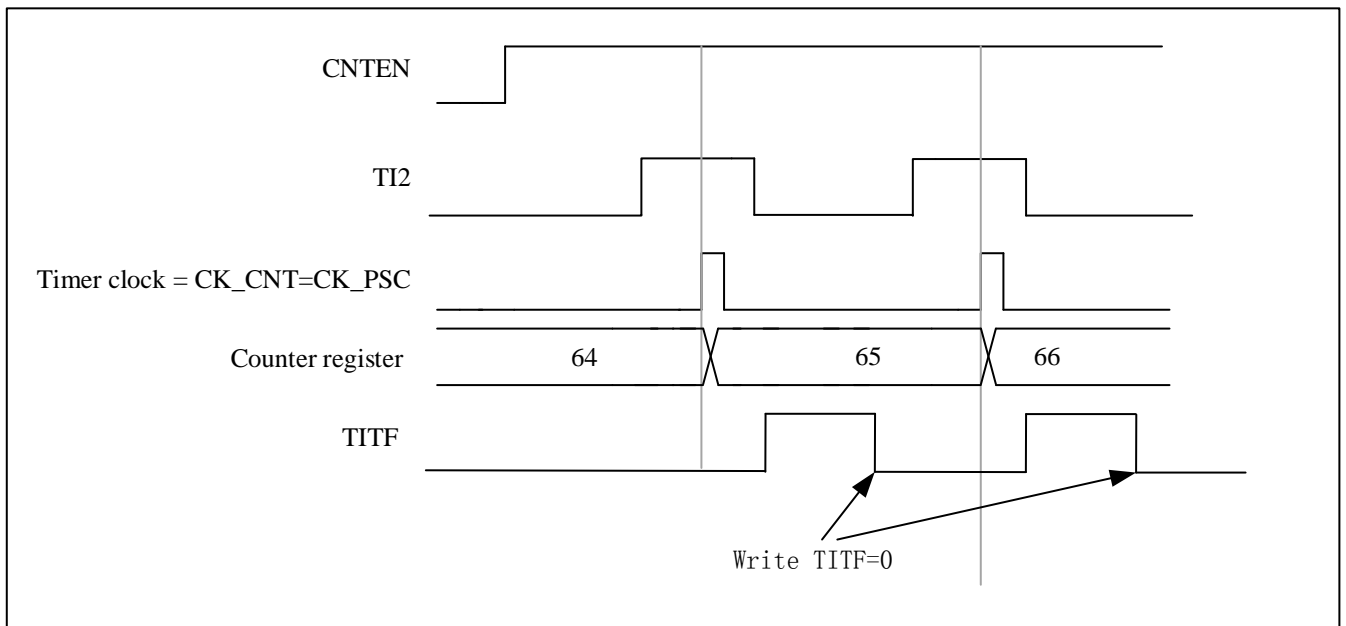 CNTEN
TI2
Timer clock = CK_CNT=CK_PSC
Counter register
64
65
66
TITF
Write TITF=0